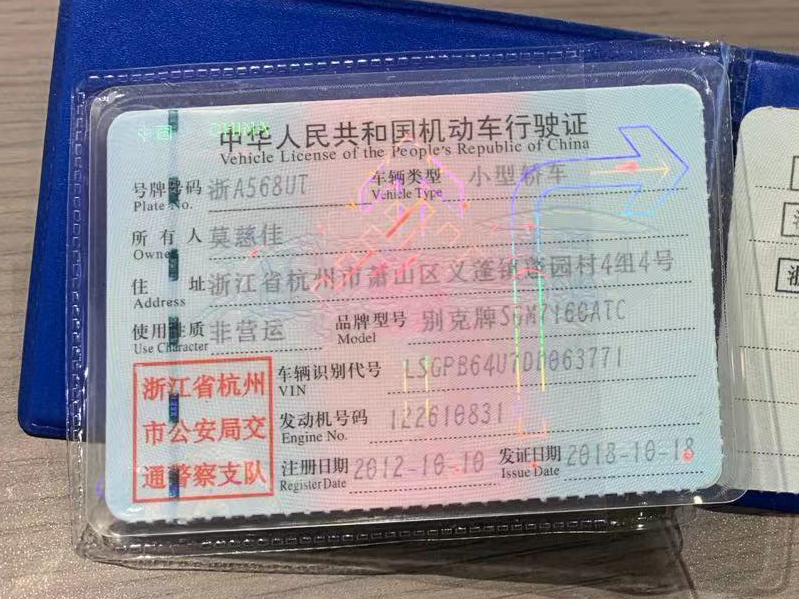 中国 CHINA
中华人民共和国机动车行驶证
Vehicle License of the People's Republic of China
号牌号码 浙A568UT 车辆类型 小型轿车
Plate No. Vehicle Type
所有人 莫慈佳
Owner
住址 浙江省杭州市萧山区义蓬镇蓬园村4组4号
Address
使用性质 非营运 品牌型号 别克牌SGM7166ATC
Use Character Model
浙江省杭州市公安局交通警察支队
车辆识别代号
VIN
发动机号码 122610831
Engine No.
注册日期 2012-10-10 发证日期 2018-10-18
Register Date Issue Date